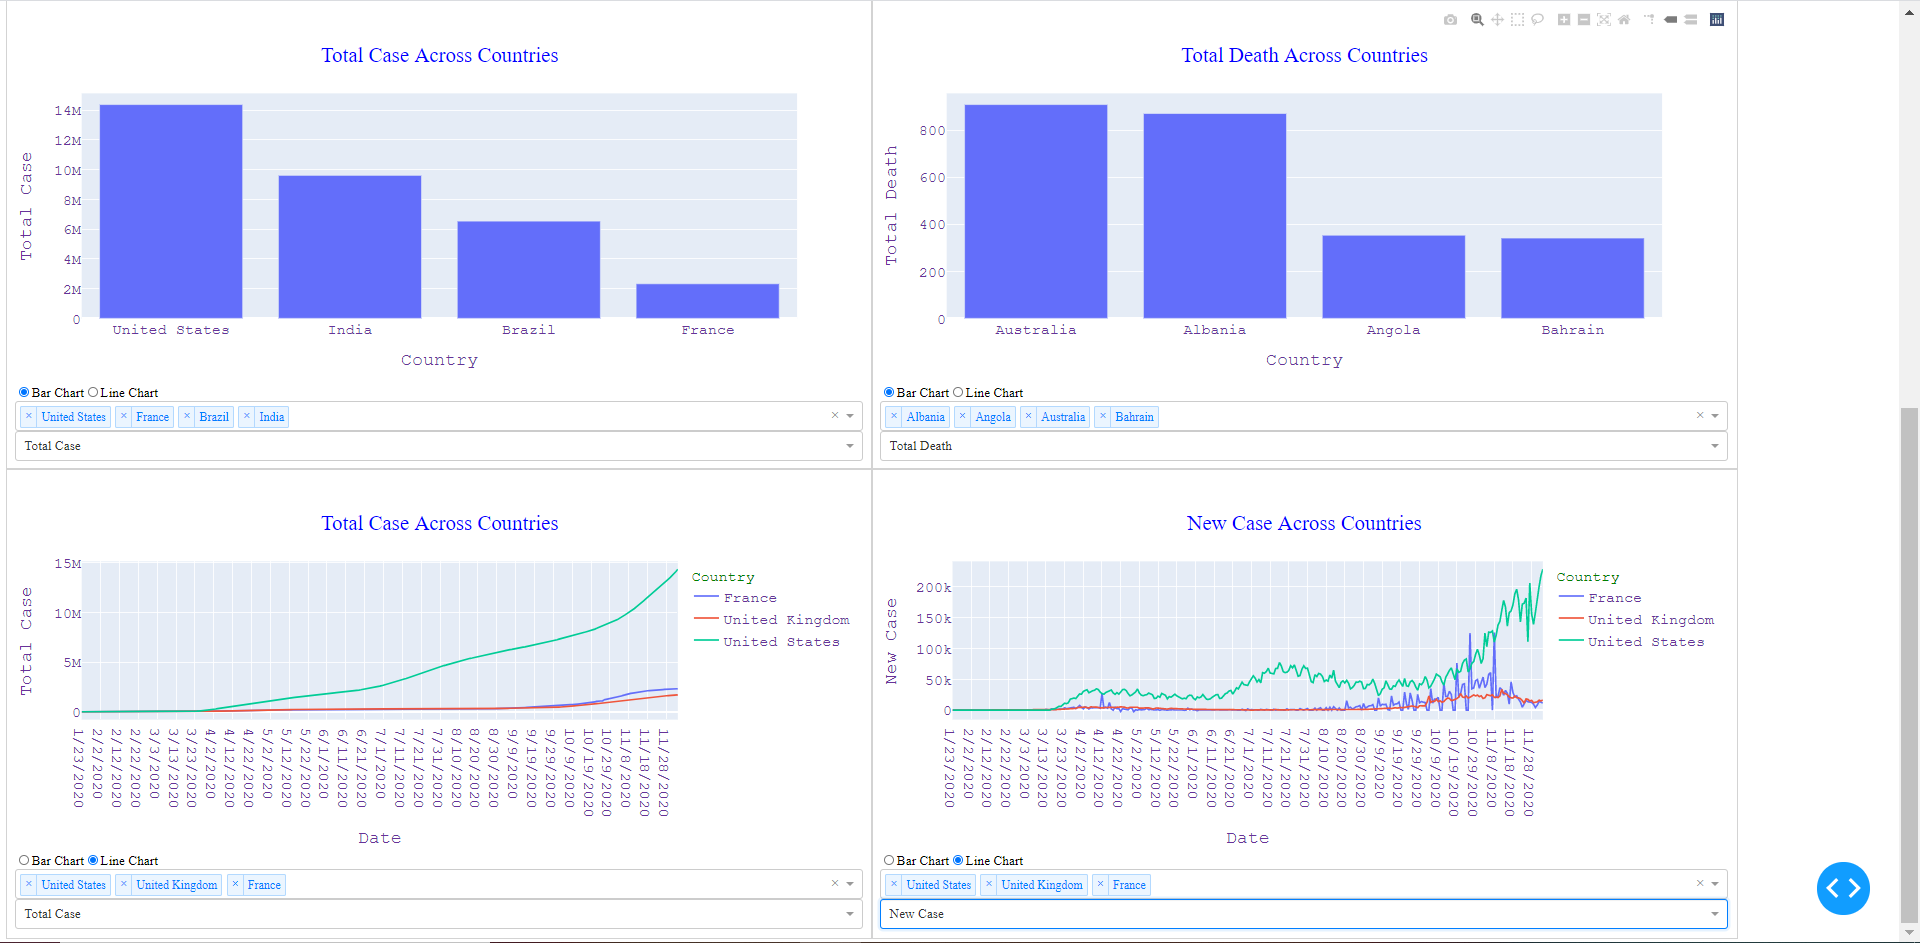 Total Case Across Countries
Total Case
14M
12M
10M
8M
6M
4M
2M
0
United States India Brazil France
Country
Bar Chart Line Chart
× United States × France × Brazil × India ×
Total Case
Total Death Across Countries
Total Death
800
600
400
200
0
Australia Albania Angola Bahrain
Country
Bar Chart Line Chart
× Albania × Angola × Australia × Bahrain ×
Total Death
Total Case Across Countries
Total Case
15M
10M
5M
0
Country
France
United Kingdom
United States
1/23/2020
2/2/2020
2/12/2020
2/22/2020
3/3/2020
3/13/2020
3/23/2020
4/2/2020
4/12/2020
4/22/2020
5/2/2020
5/12/2020
5/22/2020
6/11/2020
6/11/2020
6/21/2020
7/1/2020
7/11/2020
7/21/2020
7/31/2020
8/10/2020
8/20/2020
8/30/2020
9/9/2020
9/19/2020
9/29/2020
10/9/2020
10/19/2020
10/29/2020
11/8/2020
11/18/2020
11/28/2020
Date
Bar Chart Line Chart
× United States × United Kingdom × France ×
Total Case
New Case Across Countries
New Case
200k
150k
100k
50k
0
Country
France
United Kingdom
United States
1/23/2020
2/2/2020
2/12/2020
2/22/2020
3/3/2020
3/13/2020
3/23/2020
4/2/2020
4/12/2020
4/22/2020
5/2/2020
5/12/2020
5/22/2020
6/11/2020
6/11/2020
6/21/2020
7/1/2020
7/11/2020
7/21/2020
7/31/2020
8/10/2020
8/20/2020
8/30/2020
9/9/2020
9/19/2020
9/29/2020
10/9/2020
10/19/2020
10/29/2020
11/8/2020
11/18/2020
11/28/2020
Date
Bar Chart Line Chart
× United States × United Kingdom × France ×
New Case